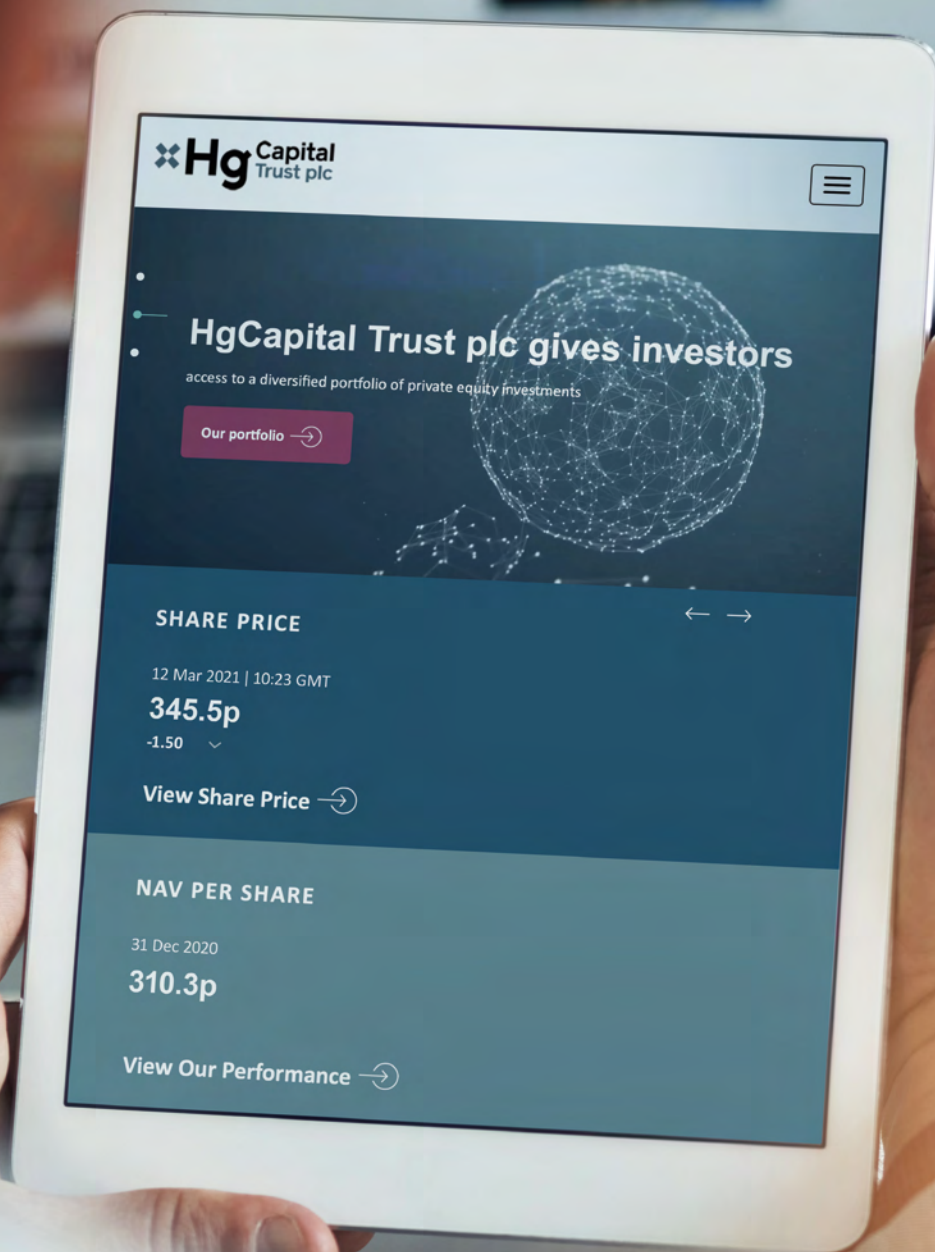 Hg Capital
Trust plc
HgCapital Trust plc gives investors
access to a diversified portfolio of private equity investments
Our portfolio
SHARE PRICE
12 Mar 2021 | 10:23 GMT
345.5p
-1.50
View Share Price
NAV PER SHARE
31 Dec 2020
310.3p
View Our Performance